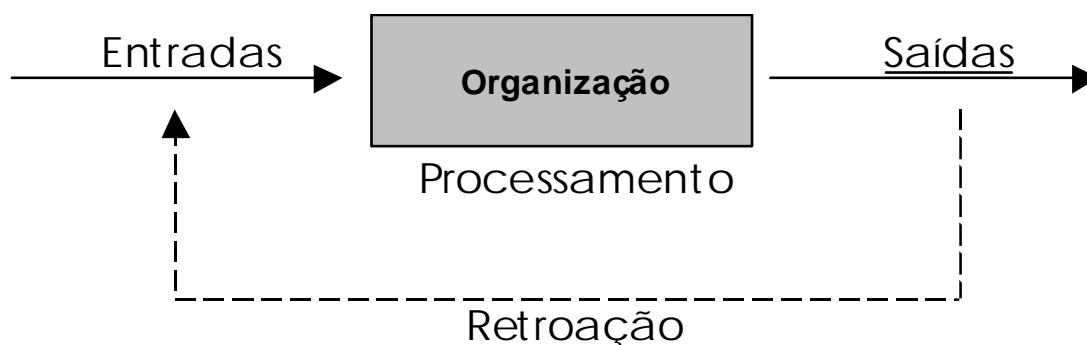 Entradas
Organização
Saídas
Processamento
Retroação